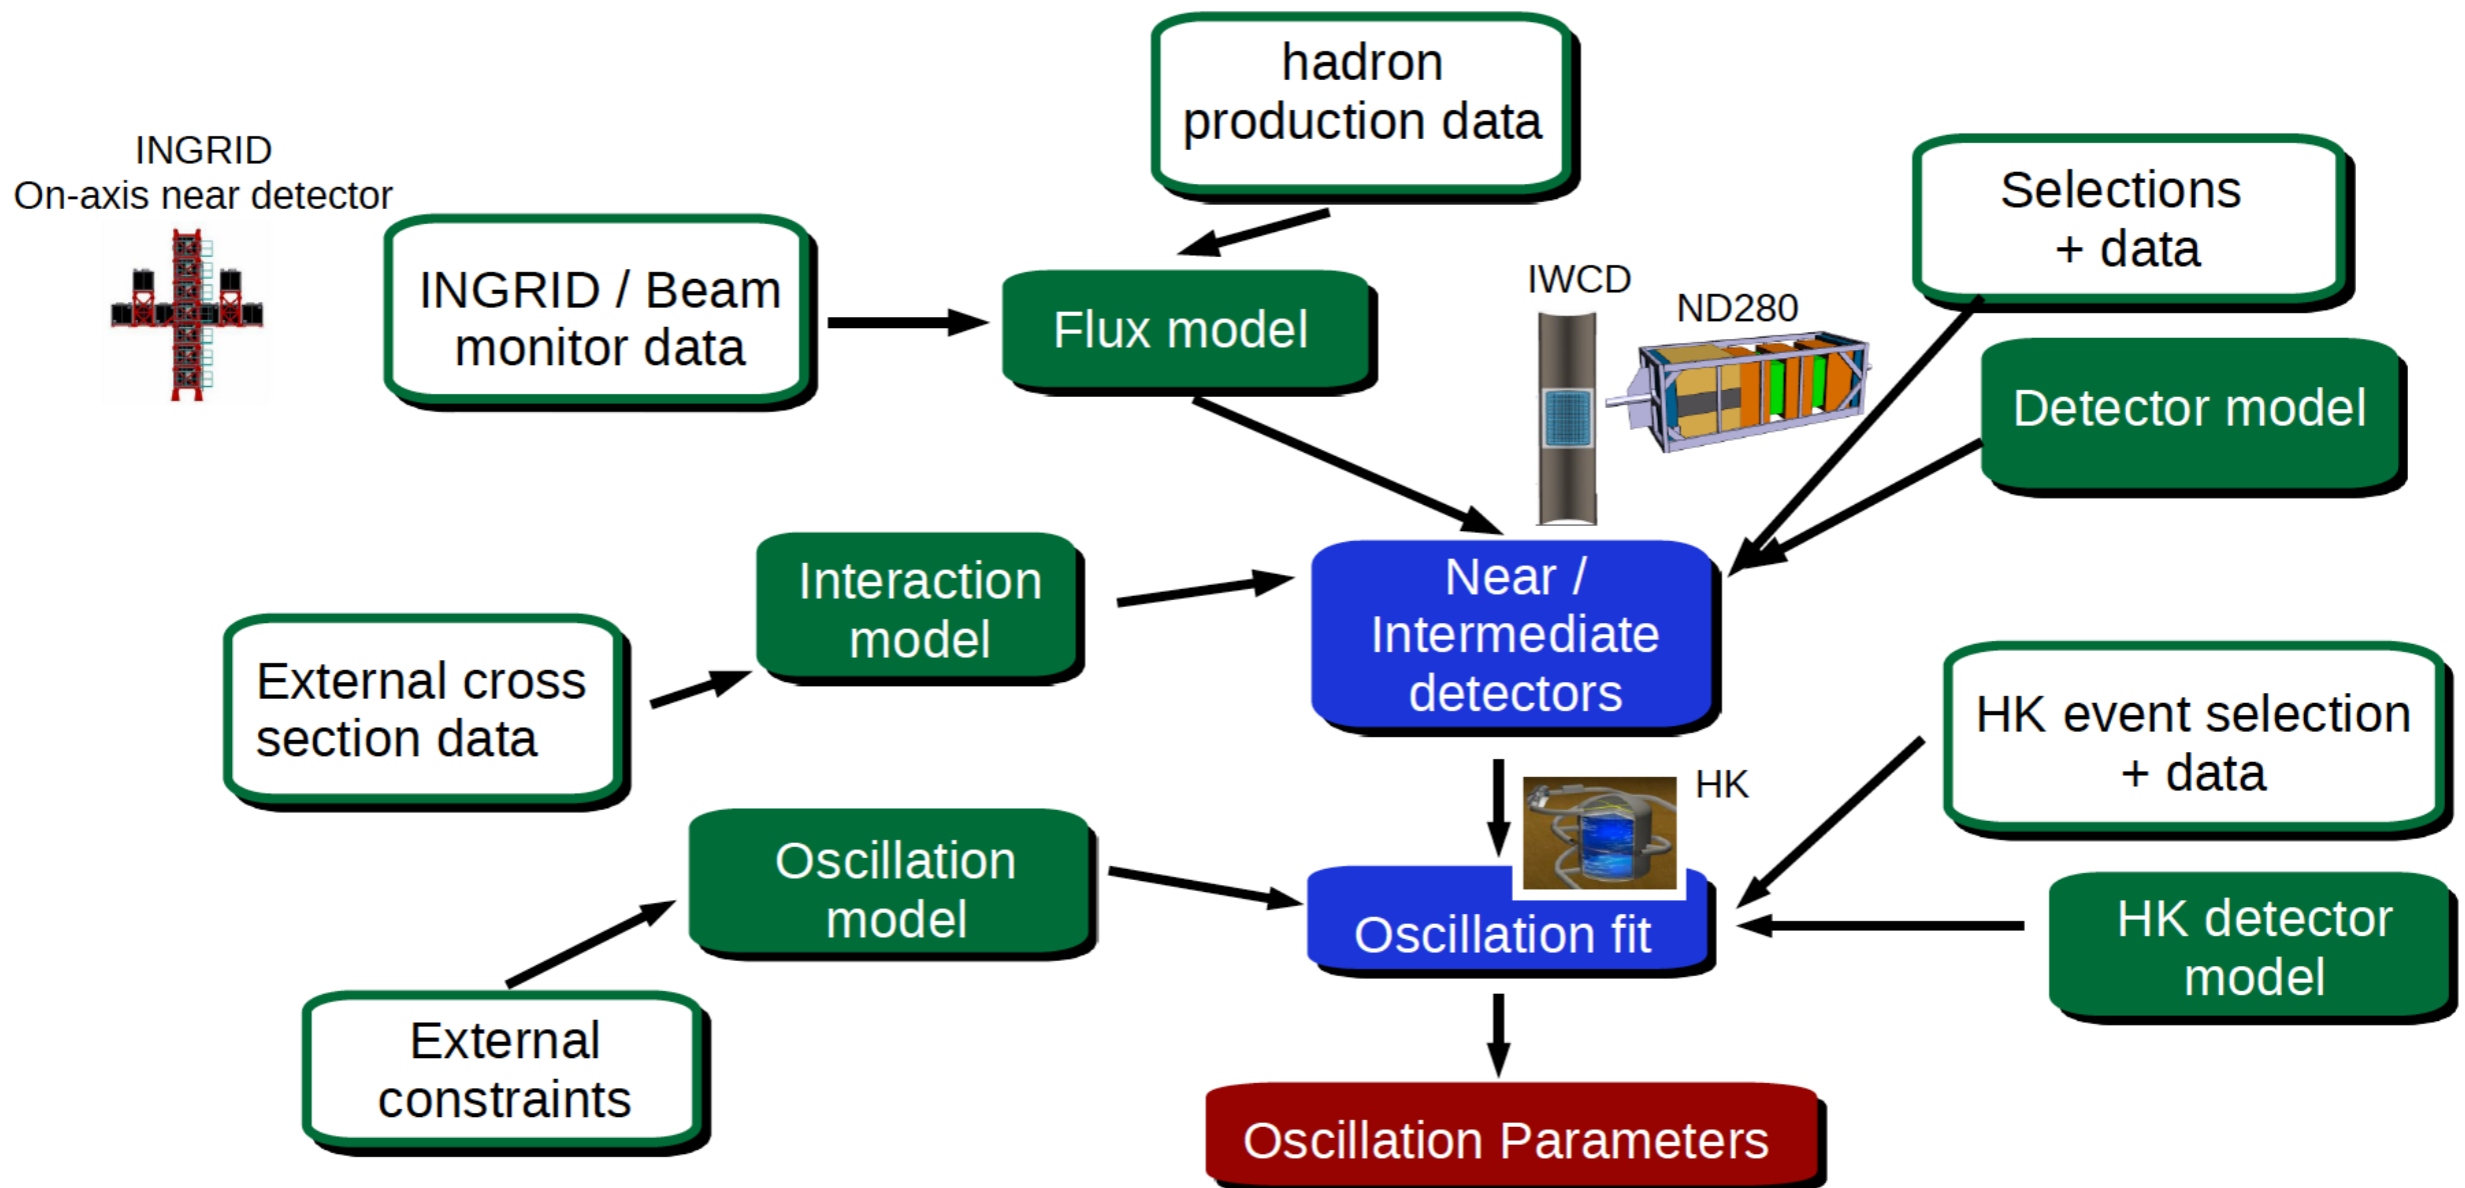 hadron
production data
INGRID
On-axis near detector
INGRID / Beam
monitor data
Flux model
IWCD
ND280
Selections
+ data
Detector model
Interaction
model
Near /
Intermediate
detectors
External cross
section data
HK event selection
+ data
HK
Oscillation
model
Oscillation fit
HK detector
model
External
constraints
Oscillation Parameters